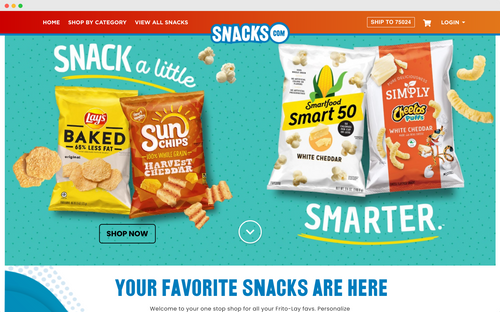 HOME SHOP BY CATEGORY VIEW ALL SNACKS
SNACKS.COM
SHIP TO 75024
LOGIN
SNACK a little
Lay's
BAKED
65% LESS FAT
original
Sun
CHIPS
100% WHOLE GRAIN
HARVEST
CHEDDAR
Smartfood
Smart 50
WHITE CHEDDAR
SIMPLY
Cheetos
Puffs
WHITE CHEDDAR
SHOP NOW
SMARTER.
YOUR FAVORITE SNACKS ARE HERE
Welcome to your one stop shop for all your Frito-Lay favs. Personalize